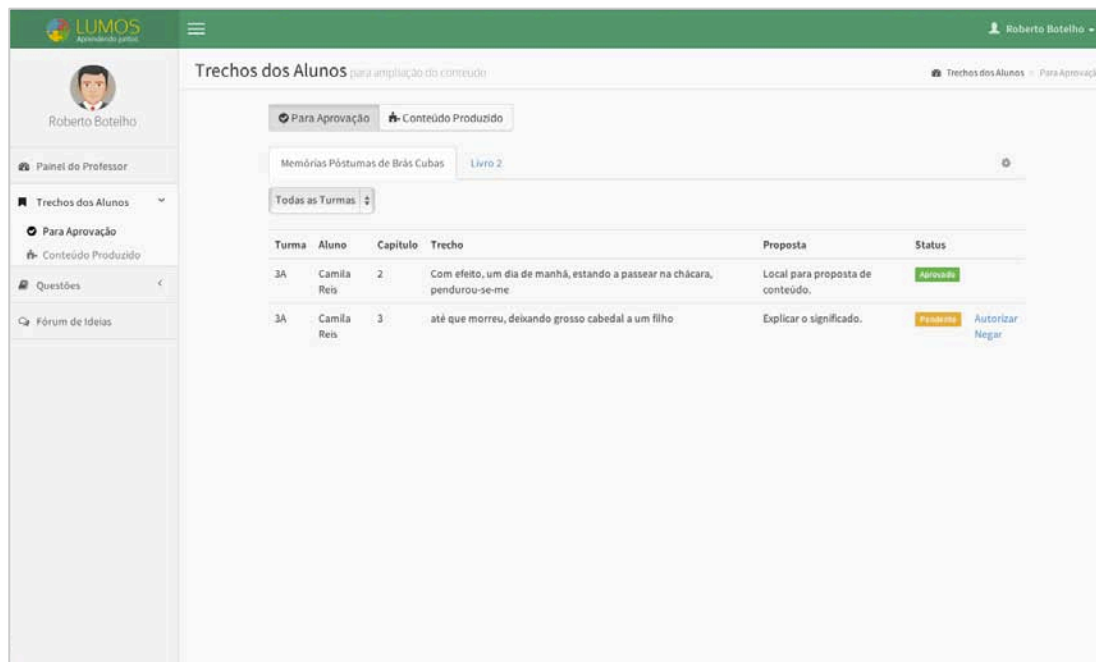 LUMOS
Aprendendo juntos
Roberto Botelho
Trechos dos Alunos para ampliação do conteúdo
Trechos dos Alunos > Para Aprovaçã
Roberto Botelho
Para Aprovação
Conteúdo Produzido
Painel do Professor
Memórias Póstumas de Brás Cubas
Livro 2
Trechos dos Alunos
Todas as Turmas
Para Aprovação
Conteúdo Produzido
Questões
Fórum de Ideias
Turma Aluno Capítulo Trecho Proposta Status
3A Camila 2 Com efeito, um dia de manhã, estando a passear na chácara, Local para proposta de Aprovado
Reis pendurou-se-me conteúdo.
3A Camila 3 até que morreu, deixando grosso cabedal a um filho Explicar o significado. Pendente Autorizar
Reis Negar